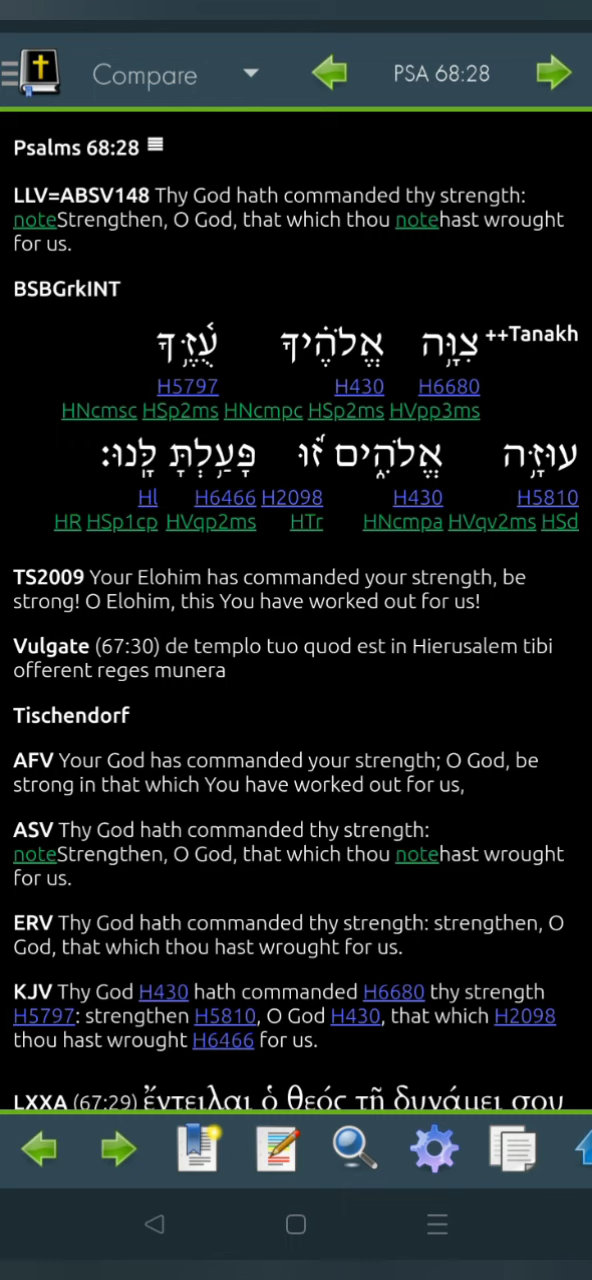 Compare
PSA 68:28
Psalms 68:28
LLV=ABSV148 Thy God hath commanded thy strength:
noteStrengthen, O God, that which thou notehast wrought
for us.
BSBGrkINT
++Tanakh צִוָּ֥ה אֱלֹהֶ֗יךָ עֻ֫זֶּ֥ךָ
H5797 H430 H6680
HNcmsc HSp2ms HNcmpc HSp2ms HVpp3ms
עוּזָּ֥ה אֱלֹהִ֑ים ז֝֗וּ פָּעַ֥לְתָּ לָּֽנוּ׃
Hl H6466 H2098 H430 H5810
HR HSp1cp HVqp2ms HTr HNcmpa HVqv2ms HSd
TS2009 Your Elohim has commanded your strength, be
strong! O Elohim, this You have worked out for us!
Vulgate (67:30) de templo tuo quod est in Hierusalem tibi
offerent reges munera
Tischendorf
AFV Your God has commanded your strength; O God, be
strong in that which You have worked out for us,
ASV Thy God hath commanded thy strength:
noteStrengthen, O God, that which thou notehast wrought
for us.
ERV Thy God hath commanded thy strength: strengthen, O
God, that which thou hast wrought for us.
KJV Thy God H430 hath commanded H6680 thy strength
H5797: strengthen H5810, O God H430, that which H2098
thou hast wrought H6466 for us.
LXXA (67:29) ἔντειλαι ὁ θεός τῇ δυνάμει σου